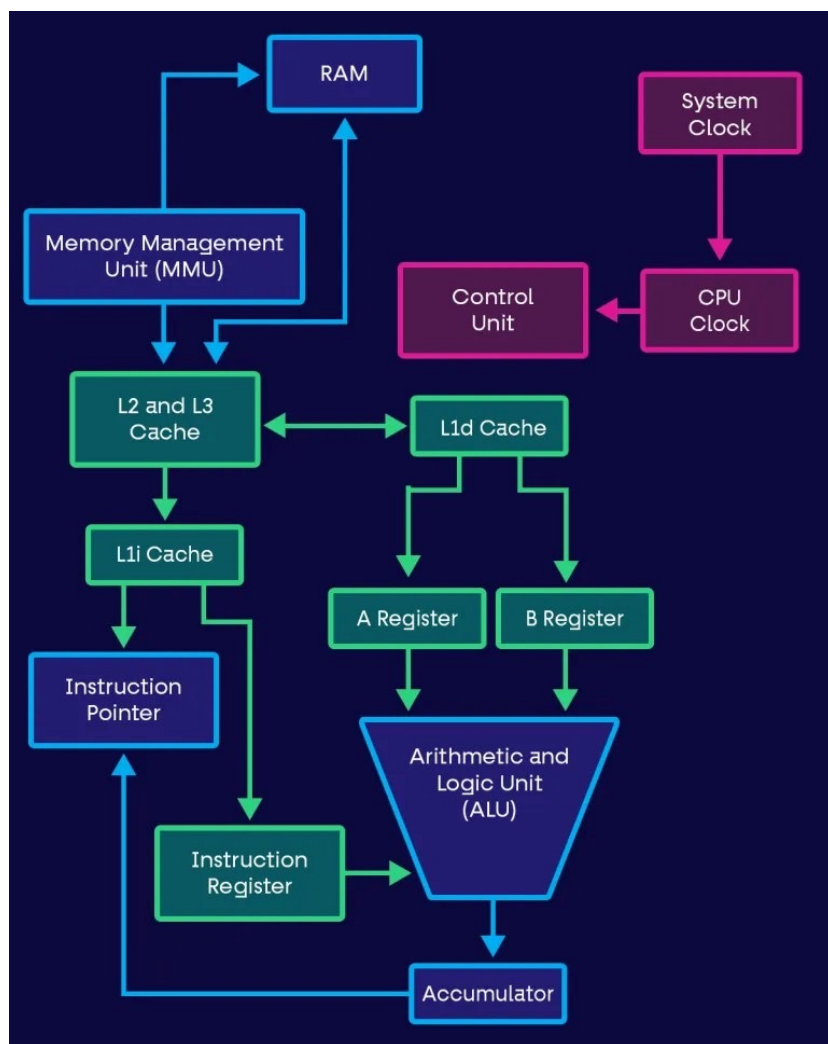 RAM
System
Clock
Memory Management
Unit (MMU)
Control
Unit
CPU
Clock
L2 and L3
Cache
L1d Cache
L1i Cache
A Register
B Register
Instruction
Pointer
Arithmetic and
Logic Unit
(ALU)
Instruction
Register
Accumulator